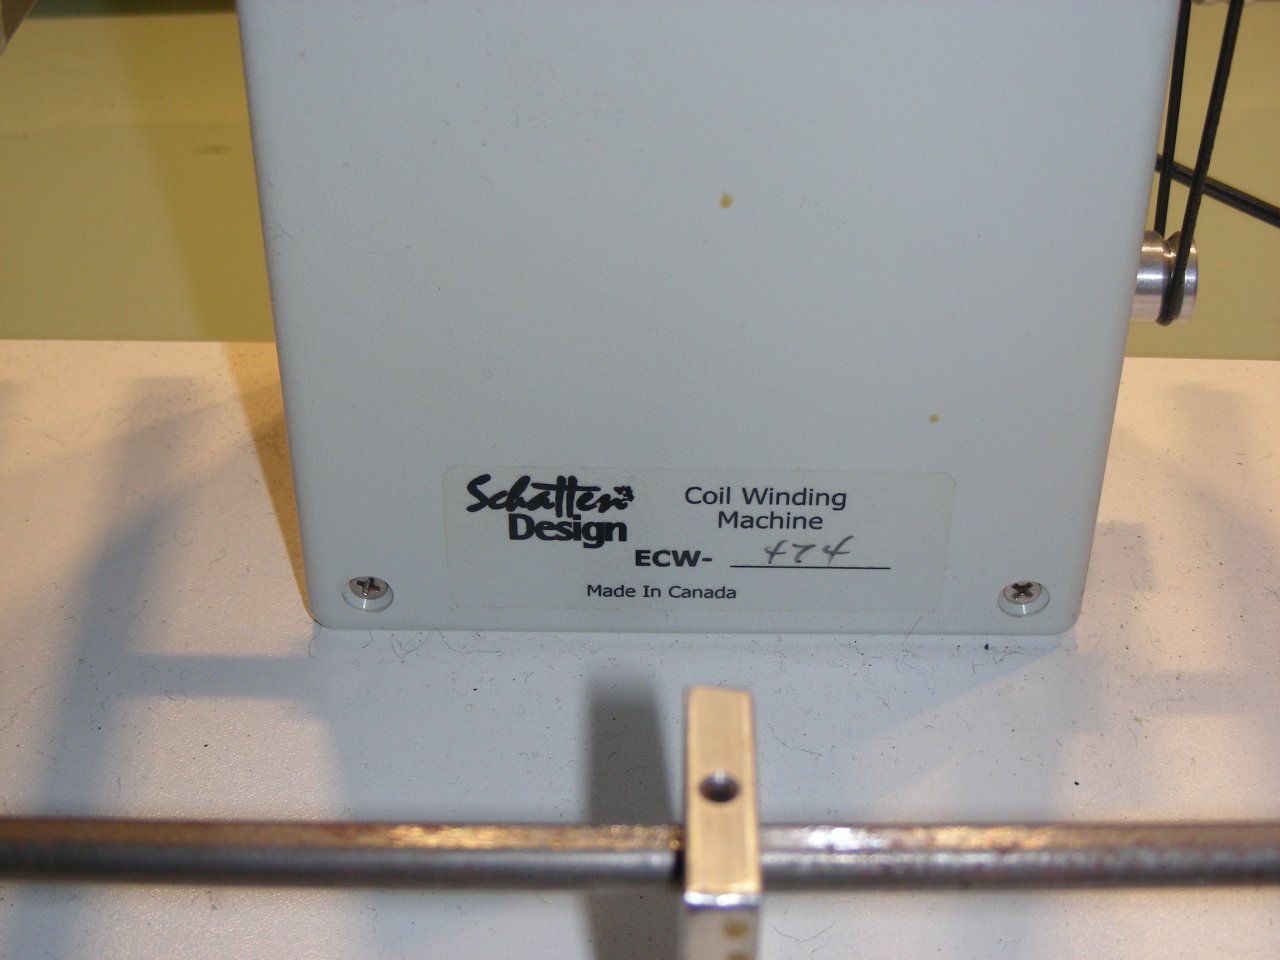 Schatten
Design
Coil Winding
Machine
ECW- 474
Made In Canada